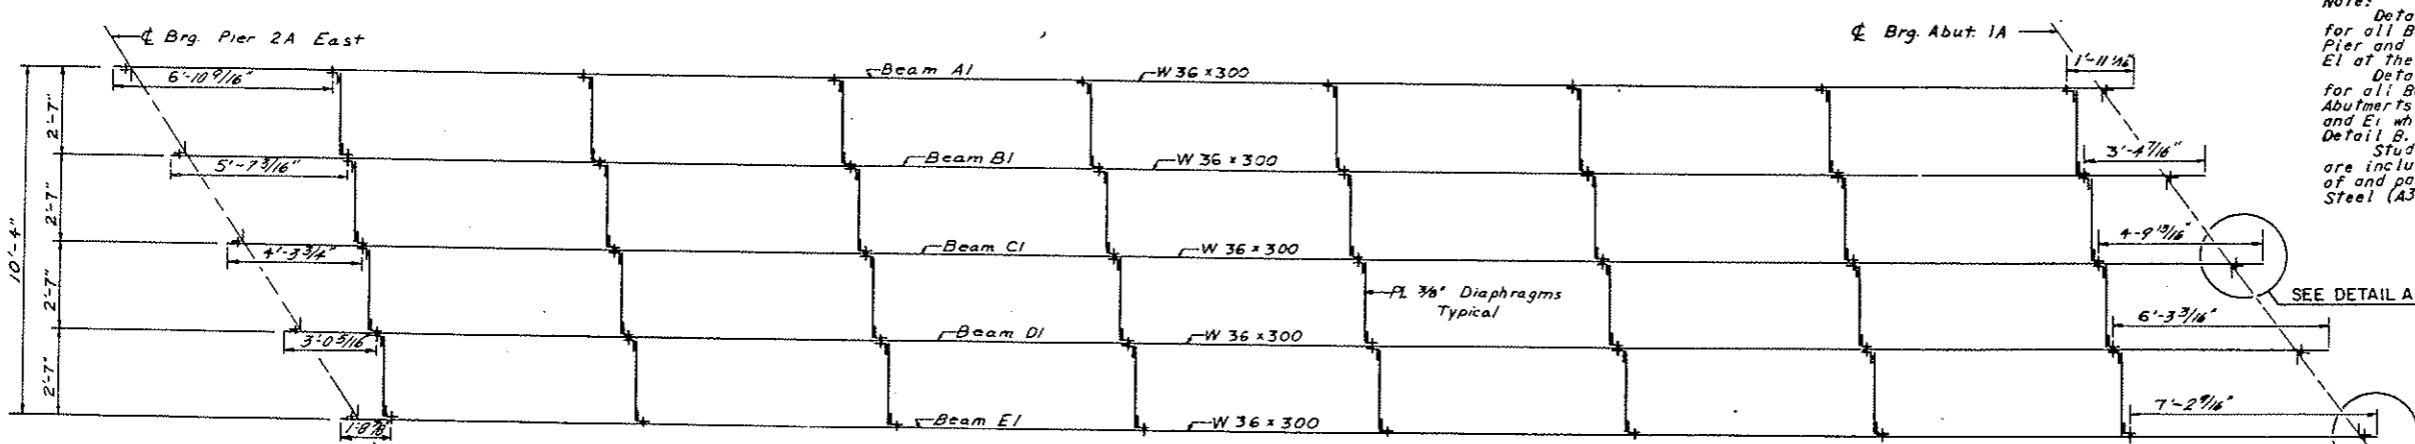 ℄ Brg. Pier 2A East
℄ Brg. Abut. 1A
Note:
Deta
for all B
Pier and
E1 at the
Deta
for all B
Abutments
and E1 wh
Detail B.
Stud
are inclu
of and pa
Steel (A3
6'-10 9/16"
Beam A1
W 36 x 300
1'-11 1/16"
2'-7"
5'-7 3/16"
Beam B1
W 36 x 300
3'-4 7/16"
2'-7"
10'-4"
4'-3 3/4"
Beam C1
W 36 x 300
4-9 13/16"
2'-7"
PL 3/8" Diaphragms
Typical
SEE DETAIL A
3'-0 5/16"
Beam D1
W 36 x 300
6'-3 3/16"
2'-7"
1'-8 7/8"
Beam E1
W 36 x 300
7'-2 9/16"